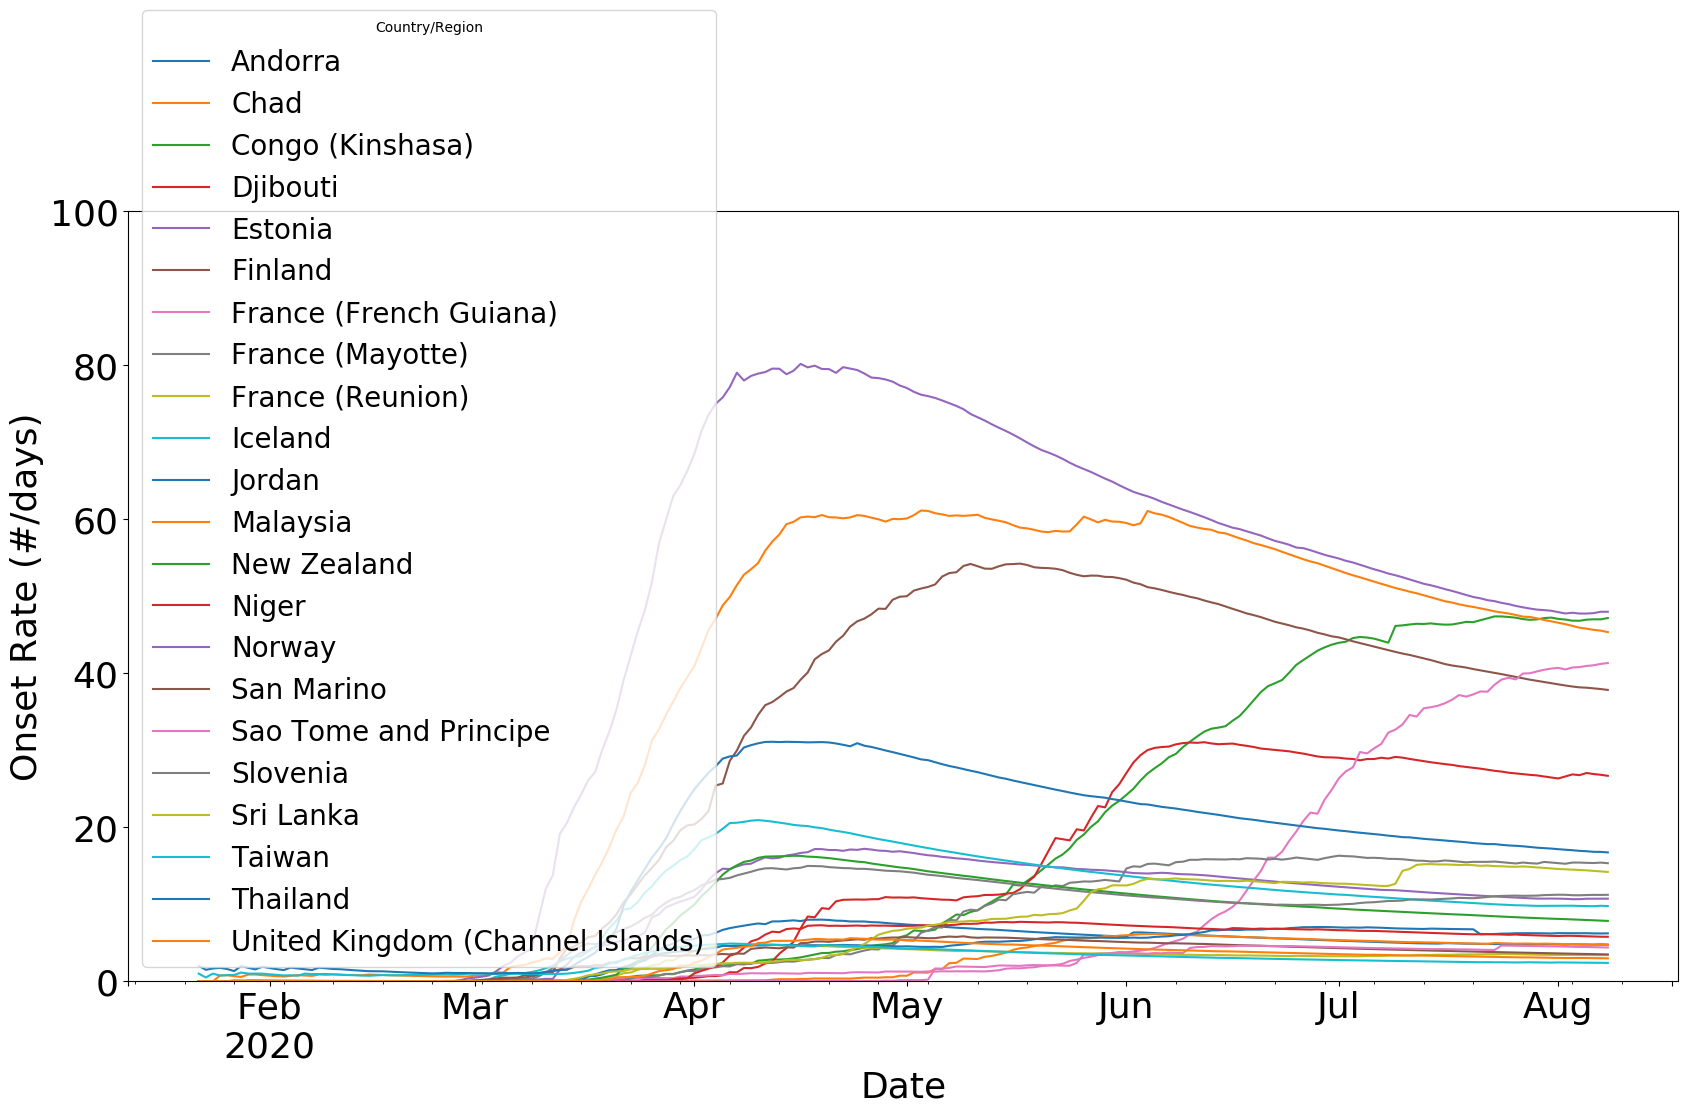 Country/Region
Andorra
Chad
Congo (Kinshasa)
Djibouti
Estonia
Finland
France (French Guiana)
France (Mayotte)
France (Reunion)
Iceland
Jordan
Malaysia
New Zealand
Niger
Norway
San Marino
Sao Tome and Principe
Slovenia
Sri Lanka
Taiwan
Thailand
United Kingdom (Channel Islands)
100
80
60
40
20
0
Onset Rate (#/days)
Feb Mar Apr May Jun Jul Aug
2020
Date